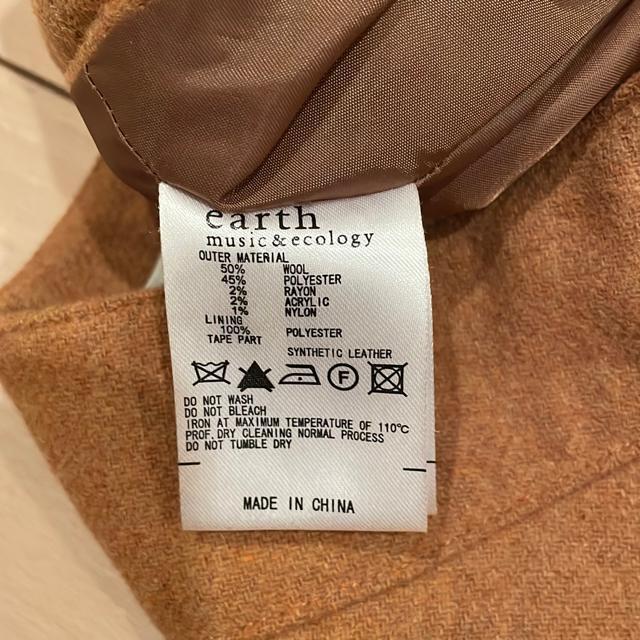 earth
music&ecology
OUTER MATERIAL
50% WOOL
45% POLYESTER
2% RAYON
2% ACRYLIC
1% NYLON
LINING
100% POLYESTER
TAPE PART
SYNTHETIC LEATHER
F
DO NOT WASH
DO NOT BLEACH
IRON AT MAXIMUM TEMPERATURE OF 110℃
PROF.DRY CLEANING NORMAL PROCESS
DO NOT TUMBLE DRY
MADE IN CHINA